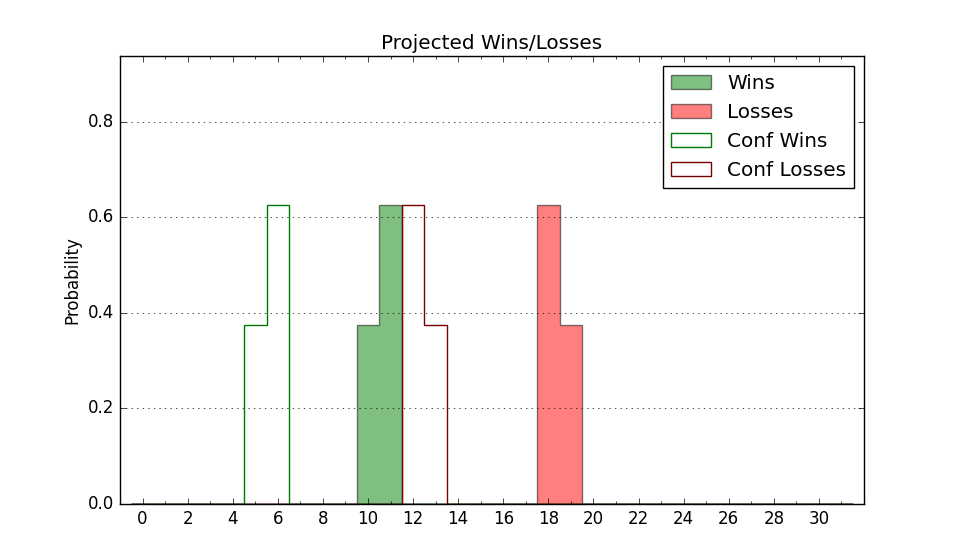 Projected Wins/Losses
Wins
Losses
Conf Wins
Conf Losses
Probability
0.8
0.6
0.4
0.2
0.0
0 2 4 6 8 10 12 14 16 18 20 22 24 26 28 30